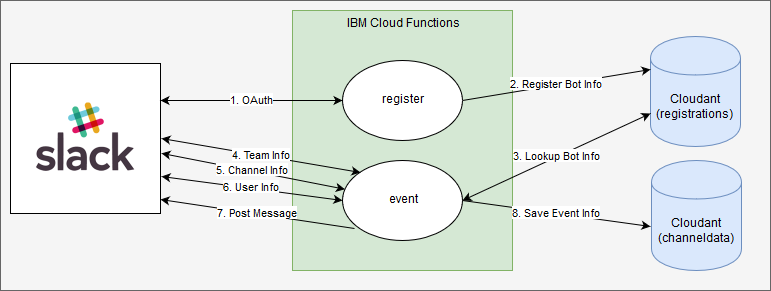 IBM Cloud Functions
slack
1. OAuth
register
2. Register Bot Info
Cloudant
(registrations)
3. Lookup Bot Info
4. Team Info
5. Channel Info
6. User Info
7. Post Message
event
8. Save Event Info
Cloudant
(channeldata)